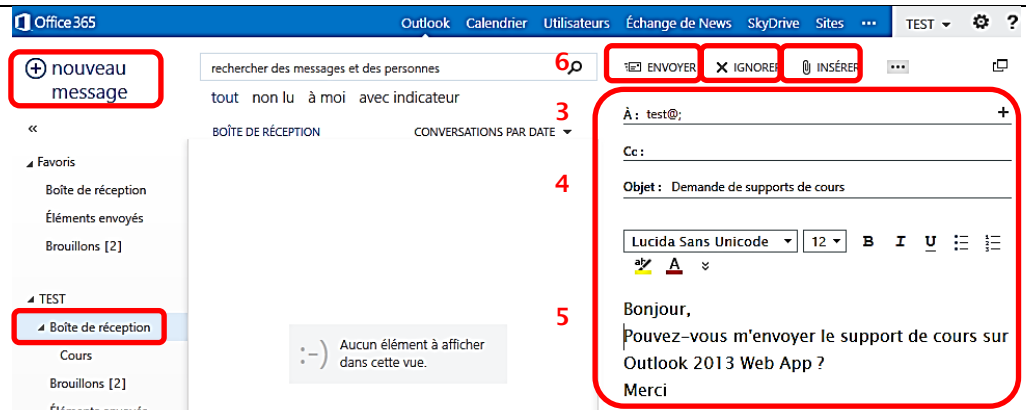 Office 365 Outlook Calendrier Utilisateurs Échange de News SkyDrive Sites ••• TEST ?
nouveau
message
rechercher des messages et des personnes
tout non lu à moi avec indicateur
BOÎTE DE RÉCEPTION CONVERSATIONS PAR DATE
«
Favoris
Boîte de réception
Éléments envoyés
Brouillons [2]
TEST
Boîte de réception
Cours
Brouillons [2]
Éléments envoyés
:-) Aucun élément à afficher
dans cette vue.
6 ENVOYER X IGNORER INSÉRER •••
3 À : test@; +
Cc :
4 Objet : Demande de supports de cours
Lucida Sans Unicode 12 B I U
ab A
5 Bonjour,
Pouvez-vous m'envoyer le support de cours sur
Outlook 2013 Web App ?
Merci